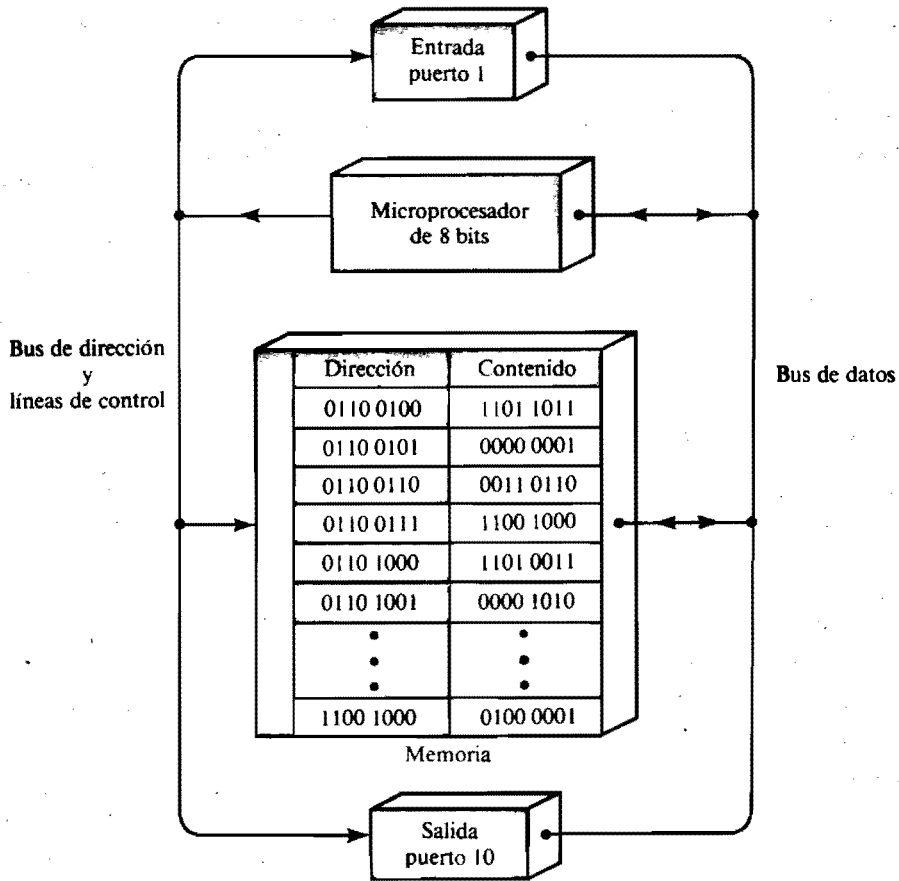 Entrada
puerto 1
Microprocesador
de 8 bits
Bus de dirección
y
líneas de control
Bus de datos
Dirección Contenido
0110 0100 1101 1011
0110 0101 0000 0001
0110 0110 0011 0110
0110 0111 1100 1000
0110 1000 1101 0011
0110 1001 0000 1010
1100 1000 0100 0001
Memoria
Salida
puerto 10